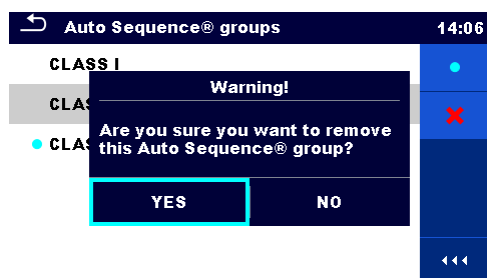 Auto Sequence® groups 14:06
CLASS I
Warning!
CLAS
Are you sure you want to remove
this Auto Sequence® group?
CLAS
YES NO